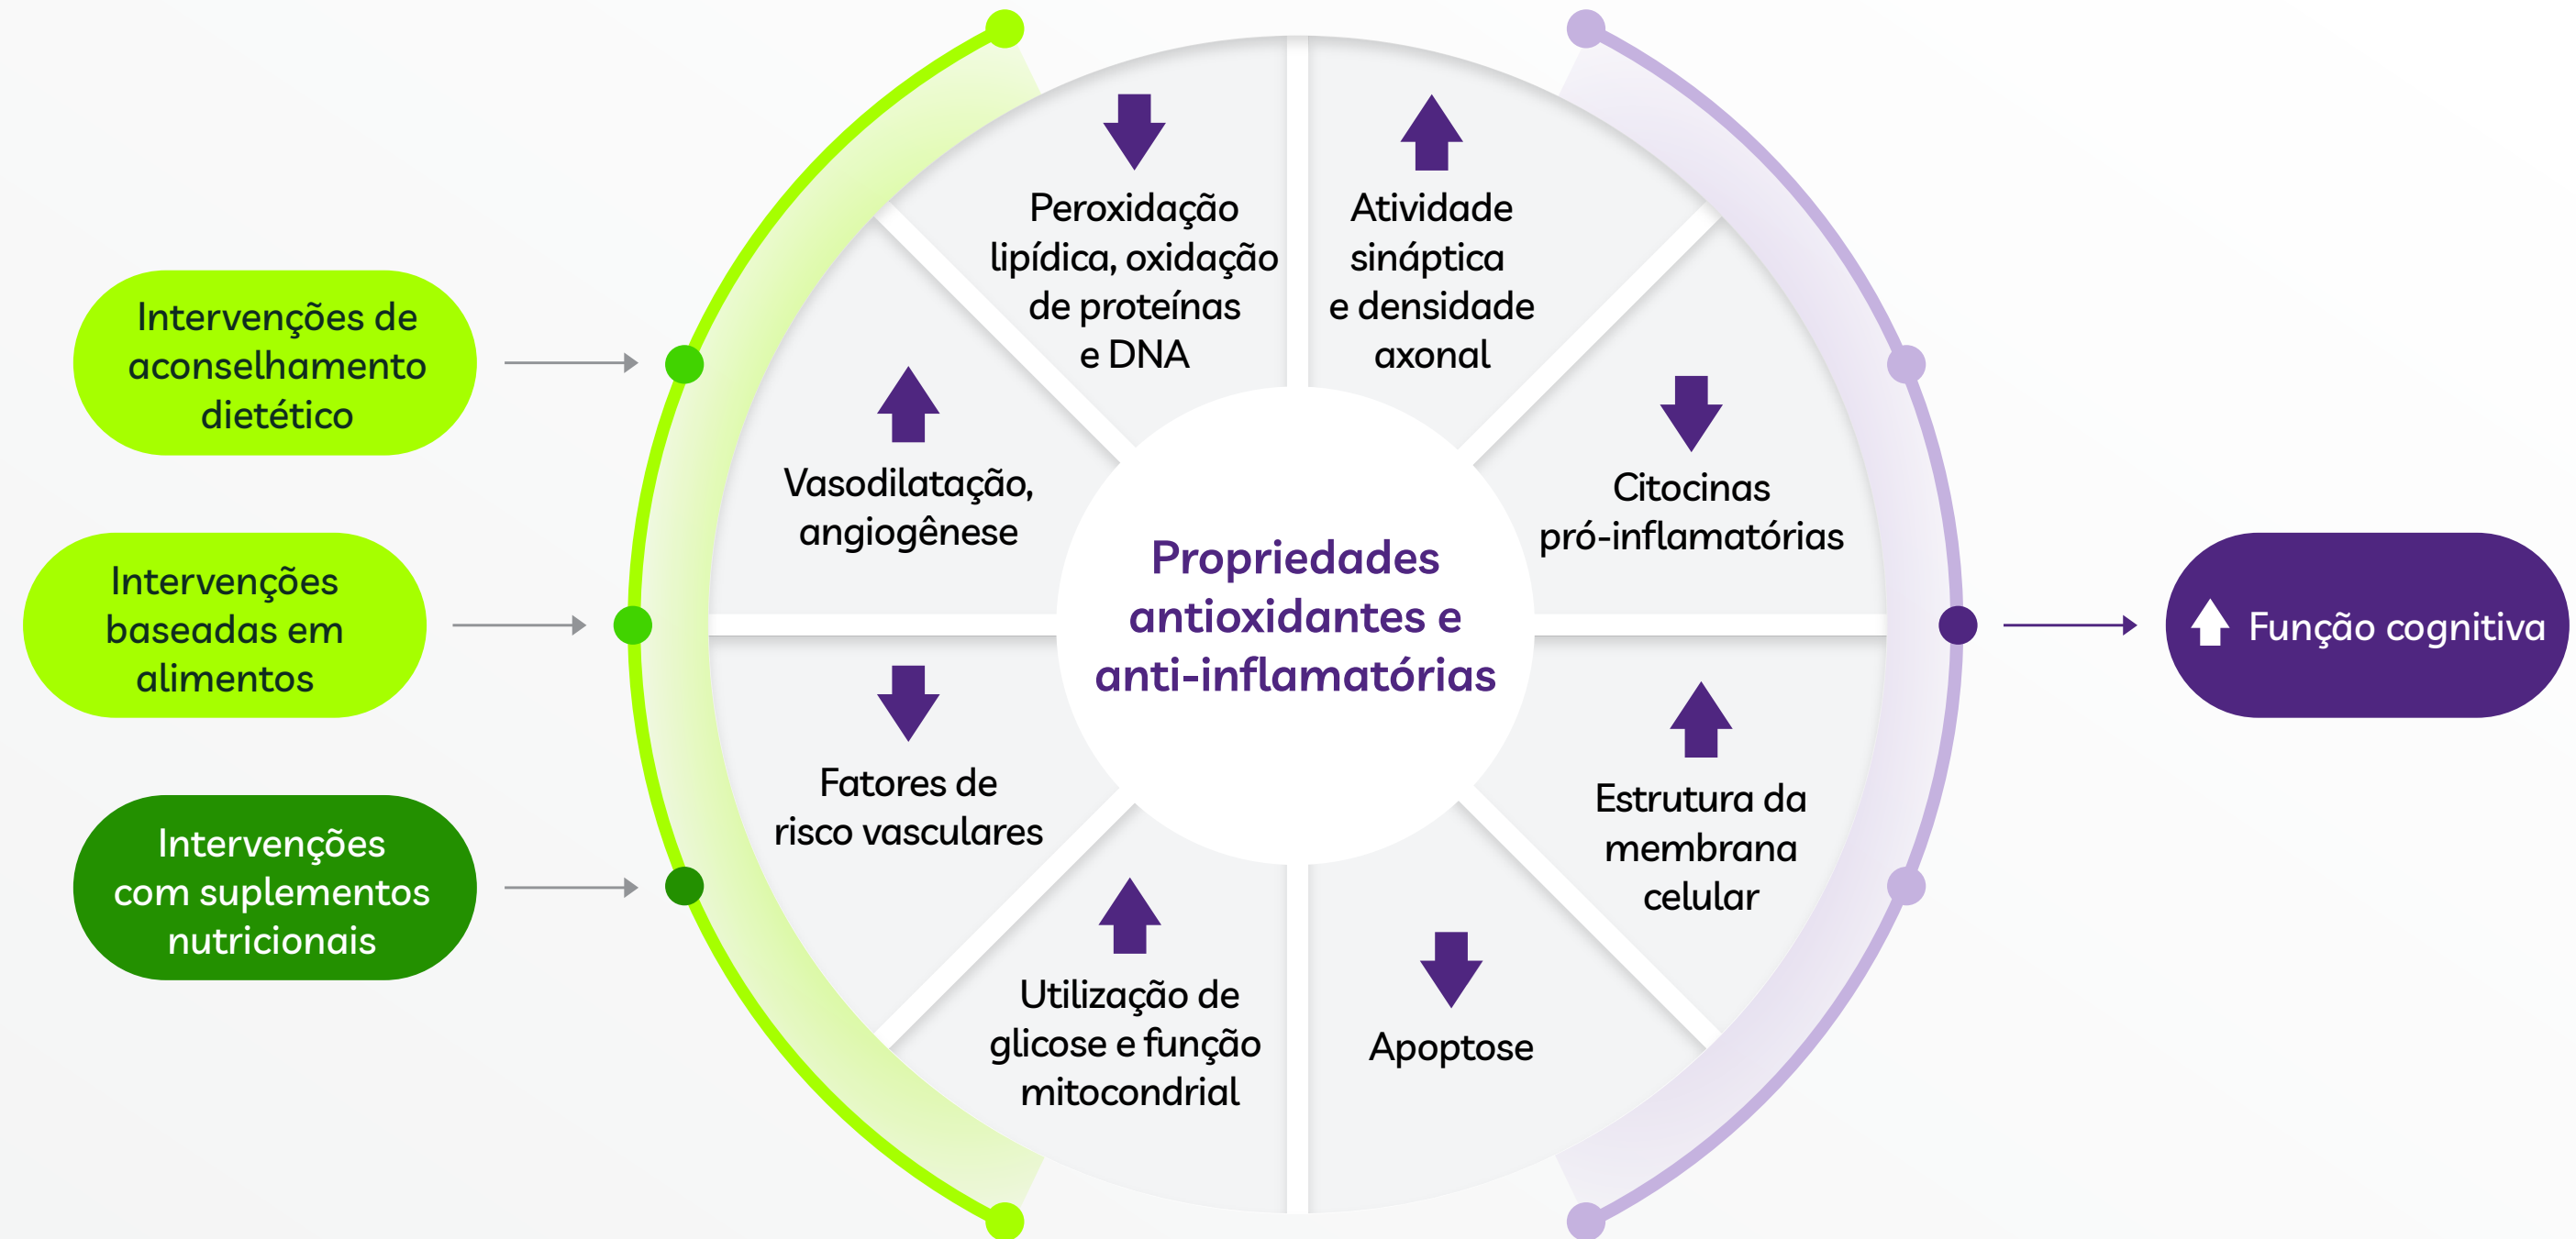 Intervenções de
aconselhamento
dietético
Intervenções
baseadas em
alimentos
Intervenções
com suplementos
nutricionais
Peroxidação
lipídica, oxidação
de proteínas
e DNA
Atividade
sináptica
e densidade
axonal
Vasodilatação,
angiogênese
Citocinas
pró-inflamatórias
Propriedades
antioxidantes e
anti-inflamatórias
Fatores de
risco vasculares
Estrutura da
membrana
celular
Utilização de
glicose e função
mitocondrial
Apoptose
Função cognitiva